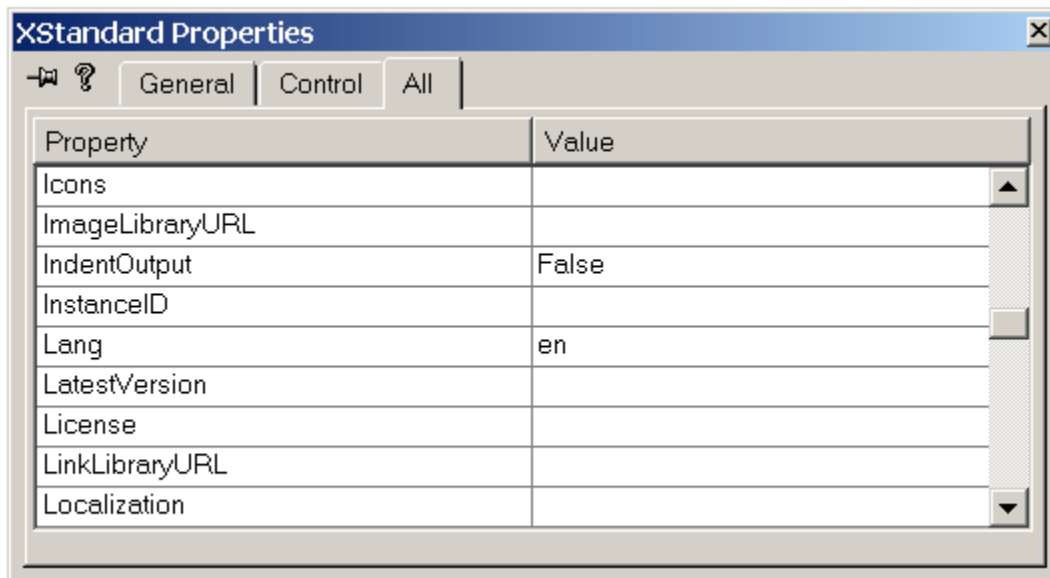 XStandard Properties
General Control All
Property Value
Icons
ImageLibraryURL
IndentOutput False
InstanceID
Lang en
LatestVersion
License
LinkLibraryURL
Localization